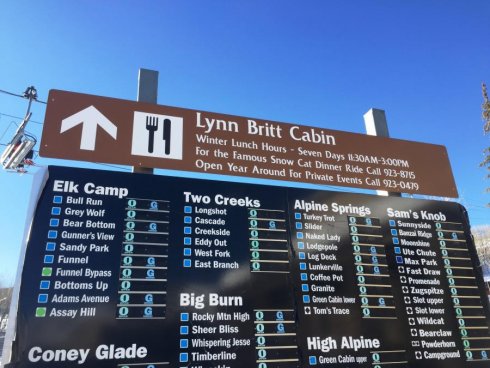 Lynn Britt Cabin
Winter Lunch Hours - Seven Days 11:30AM-3:00PM
For the Famous Snow Cat Dinner Ride Call 923-8715
Open Year Around For Private Events Call 923-0479
Elk Camp
Bull Run
Grey Wolf
Bear Bottom
Gunner's View
Sandy Park
Funnel
Funnel Bypass
Bottoms Up
Adams Avenue
Assay Hill
Coney Glade
Two Creeks
Longshot
Cascade
Creekside
Eddy Out
West Fork
East Branch
Big Burn
Rocky Mtn High
Sheer Bliss
Whispering Jesse
Timberline
Alpine Springs
Turkey Trot
Slider
Naked Lady
Lodgepole
Log Deck
Lunkerville
Coffee Pot
Granite
Green Cabin lower
Tom's Trace
High Alpine
Green Cabin upper
Sam's Knob
Sunnyside
Banzai Ridge
Moonshine
Ute Chute
Max Park
Fast Draw
Promenade
Zugspitze
Slot upper
Slot lower
Wildcat
Bearclaw
Powderhorn
Campground